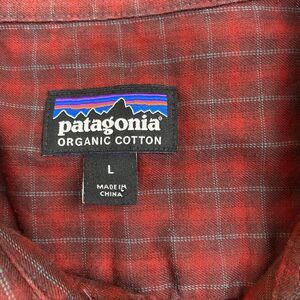 patagonia®
ORGANIC COTTON
L
MADE IN
CHINA